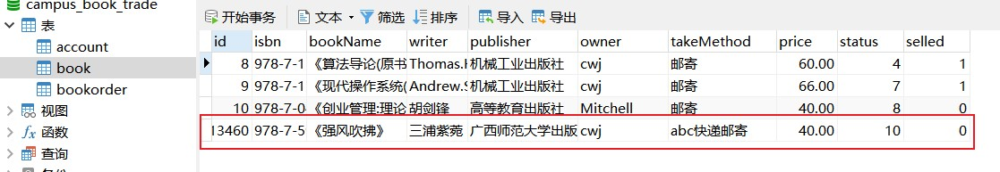 campus_book_trade
表
account
book
bookorder
视图
函数
查询
开始事务 文本 筛选 排序 导入 导出
id isbn bookName writer publisher owner takeMethod price status selled
8 978-7-1 《算法导论(原书 Thomas.H 机械工业出版社 cwj 邮寄 60.00 4 1
9 978-7-1 《现代操作系统( Andrew.S 机械工业出版社 cwj 邮寄 66.00 7 1
10 978-7-0 《创业管理:理论 胡剑锋 高等教育出版社 Mitchell 邮寄 40.00 8 0
13460 978-7-5 《强风吹拂》 三浦紫苑 广西师范大学出版 cwj abc快递邮寄 40.00 10 0